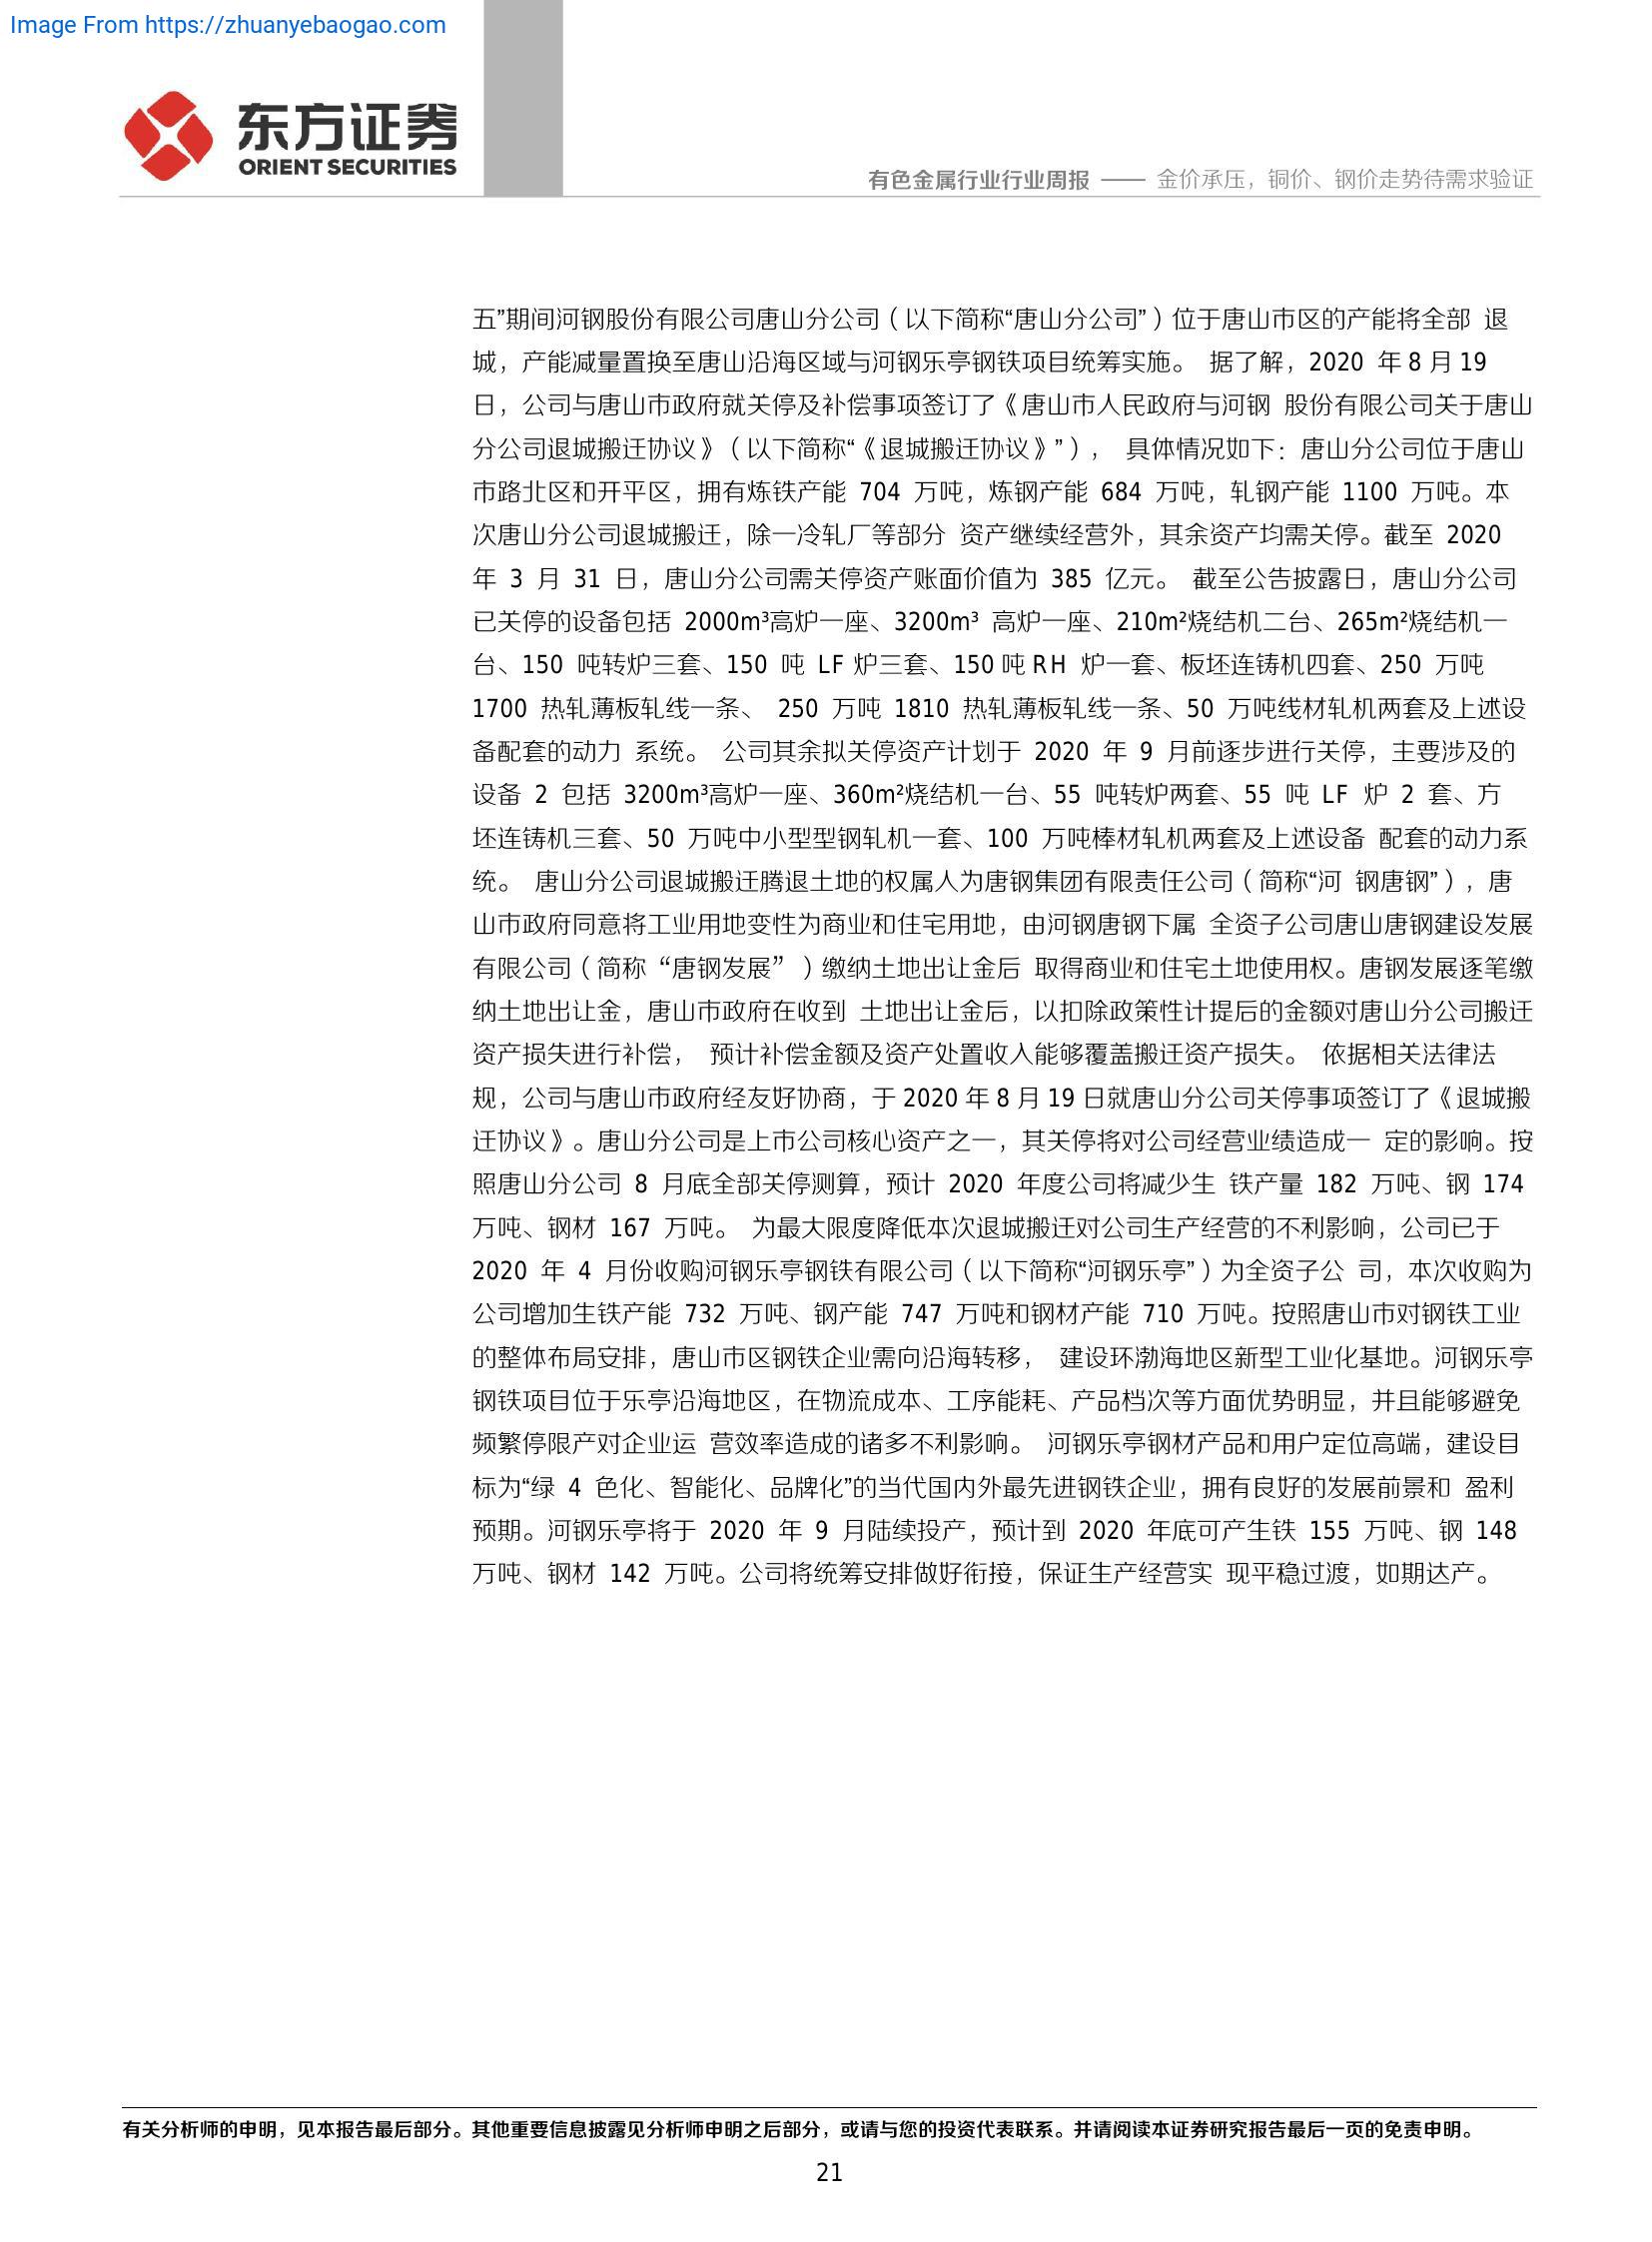 Image From https://zhuanyebaogao.com
东方证券
ORIENT SECURITIES
有色金属行业行业周报 —— 金价承压，铜价、钢价走势待需求验证
五”期间河钢股份有限公司唐山分公司（以下简称“唐山分公司”）位于唐山市区的产能将全部 退
城，产能减量置换至唐山沿海区域与河钢乐亭钢铁项目统筹实施。 据了解，2020 年 8 月 19
日，公司与唐山市政府就关停及补偿事项签订了《唐山市人民政府与河钢 股份有限公司关于唐山
分公司退城搬迁协议》（以下简称“《退城搬迁协议》”）， 具体情况如下：唐山分公司位于唐山
市路北区和开平区，拥有炼铁产能 704 万吨，炼钢产能 684 万吨，轧钢产能 1100 万吨。本
次唐山分公司退城搬迁，除一冷轧厂等部分 资产继续经营外，其余资产均需关停。截至 2020
年 3 月 31 日，唐山分公司需关停资产账面价值为 385 亿元。 截至公告披露日，唐山分公司
已关停的设备包括 2000m³高炉一座、3200m³ 高炉一座、210m²烧结机二台、265m²烧结机一
台、150 吨转炉三套、150 吨 LF 炉三套、150 吨 RH 炉一套、板坯连铸机四套、250 万吨
1700 热轧薄板轧线一条、 250 万吨 1810 热轧薄板轧线一条、50 万吨线材轧机两套及上述设
备配套的动力 系统。 公司其余拟关停资产计划于 2020 年 9 月前逐步进行关停，主要涉及的
设备 2 包括 3200m³高炉一座、360m²烧结机一台、55 吨转炉两套、55 吨 LF 炉 2 套、方
坯连铸机三套、50 万吨中小型型钢轧机一套、100 万吨棒材轧机两套及上述设备 配套的动力系
统。 唐山分公司退城搬迁腾退土地的权属人为唐钢集团有限责任公司（简称“河 钢唐钢”），唐
山市政府同意将工业用地变性为商业和住宅用地，由河钢唐钢下属 全资子公司唐山唐钢建设发展
有限公司（简称“唐钢发展”）缴纳土地出让金后 取得商业和住宅土地使用权。唐钢发展逐笔缴
纳土地出让金，唐山市政府在收到 土地出让金后，以扣除政策性计提后的金额对唐山分公司搬迁
资产损失进行补偿， 预计补偿金额及资产处置收入能够覆盖搬迁资产损失。 依据相关法律法
规，公司与唐山市政府经友好协商，于 2020 年 8 月 19 日就唐山分公司关停事项签订了《退城搬
迁协议》。唐山分公司是上市公司核心资产之一，其关停将对公司经营业绩造成一 定的影响。按
照唐山分公司 8 月底全部关停测算，预计 2020 年度公司将减少生 铁产量 182 万吨、钢 174
万吨、钢材 167 万吨。 为最大限度降低本次退城搬迁对公司生产经营的不利影响，公司已于
2020 年 4 月份收购河钢乐亭钢铁有限公司（以下简称“河钢乐亭”）为全资子公 司，本次收购为
公司增加生铁产能 732 万吨、钢产能 747 万吨和钢材产能 710 万吨。按照唐山市对钢铁工业
的整体布局安排，唐山市区钢铁企业需向沿海转移， 建设环渤海地区新型工业化基地。河钢乐亭
钢铁项目位于乐亭沿海地区，在物流成本、工序能耗、产品档次等方面优势明显，并且能够避免
频繁停限产对企业运 营效率造成的诸多不利影响。 河钢乐亭钢材产品和用户定位高端，建设目
标为“绿 4 色化、智能化、品牌化”的当代国内外最先进钢铁企业，拥有良好的发展前景和 盈利
预期。河钢乐亭将于 2020 年 9 月陆续投产，预计到 2020 年底可产生铁 155 万吨、钢 148
万吨、钢材 142 万吨。公司将统筹安排做好衔接，保证生产经营实 现平稳过渡，如期达产。
有关分析师的申明，见本报告最后部分。其他重要信息披露见分析师申明之后部分，或请与您的投资代表联系。并请阅读本证券研究报告最后一页的免责申明。
21